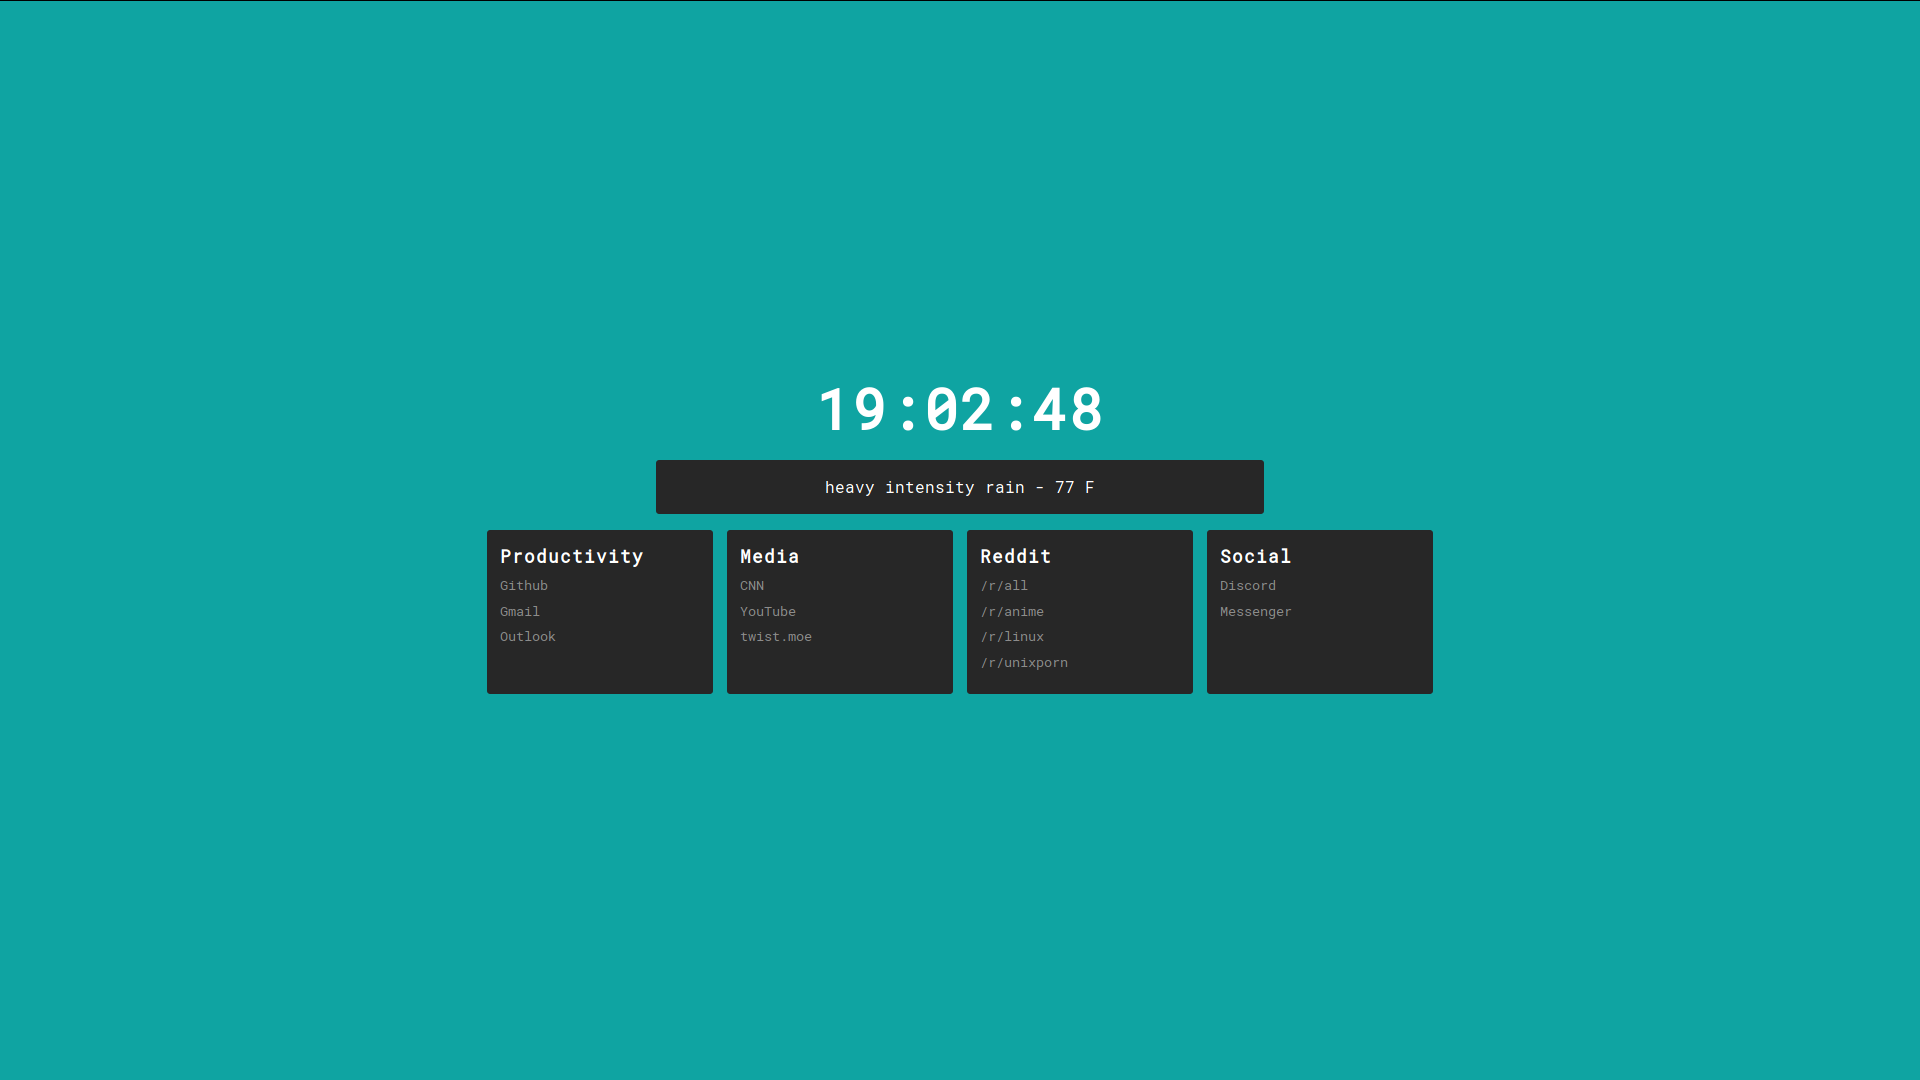 19:02:48
heavy intensity rain - 77 F
Productivity
Github
Gmail
Outlook
Media
CNN
YouTube
twist.moe
Reddit
/r/all
/r/anime
/r/linux
/r/unixporn
Social
Discord
Messenger